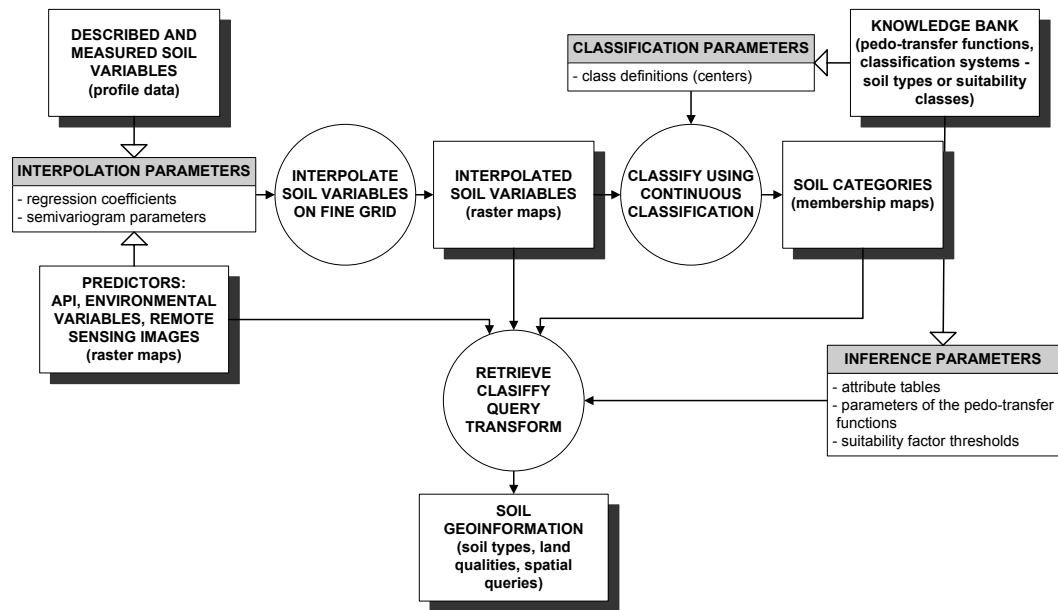 DESCRIBED AND
MEASURED SOIL
VARIABLES
(profile data)
CLASSIFICATION PARAMETERS
- class definitions (centers)
KNOWLEDGE BANK
(pedo-transfer functions,
classification systems -
soil types or suitability
classes)
INTERPOLATION PARAMETERS
- regression coefficients
- semivariogram parameters
INTERPOLATE
SOIL VARIABLES
ON FINE GRID
INTERPOLATED
SOIL VARIABLES
(raster maps)
CLASSIFY USING
CONTINUOUS
CLASSIFICATION
SOIL CATEGORIES
(membership maps)
PREDICTORS:
API, ENVIRONMENTAL
VARIABLES, REMOTE
SENSING IMAGES
(raster maps)
RETRIEVE
CLASIFFY
QUERY
TRANSFORM
INFERENCE PARAMETERS
- attribute tables
- parameters of the pedo-transfer
functions
- suitability factor thresholds
SOIL
GEOINFORMATION
(soil types, land
qualities, spatial
queries)